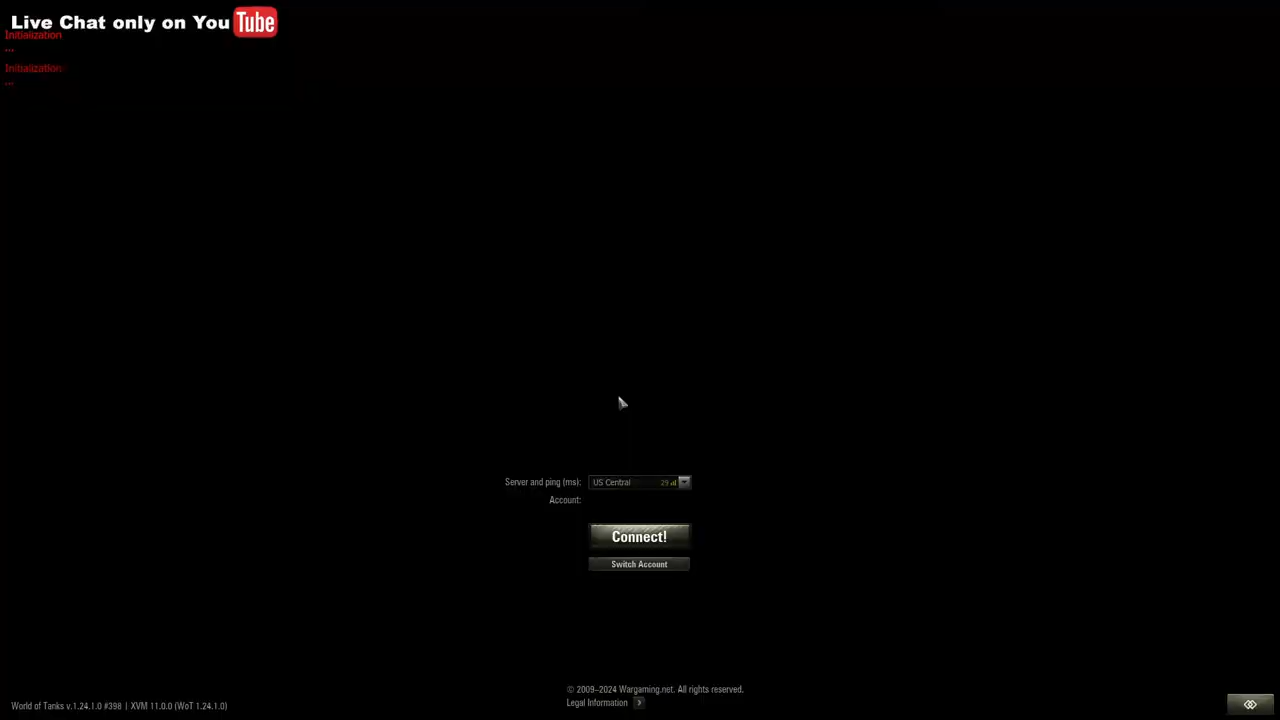 Live Chat only on YouTube
Initialization
...
Initialization
...
Server and ping (ms): US Central 29
Account:
Connect!
Switch Account
© 2009–2024 Wargaming.net. All rights reserved.
Legal Information
World of Tanks v.1.24.1.0 #398 | XVM 11.0.0 (WoT 1.24.1.0)